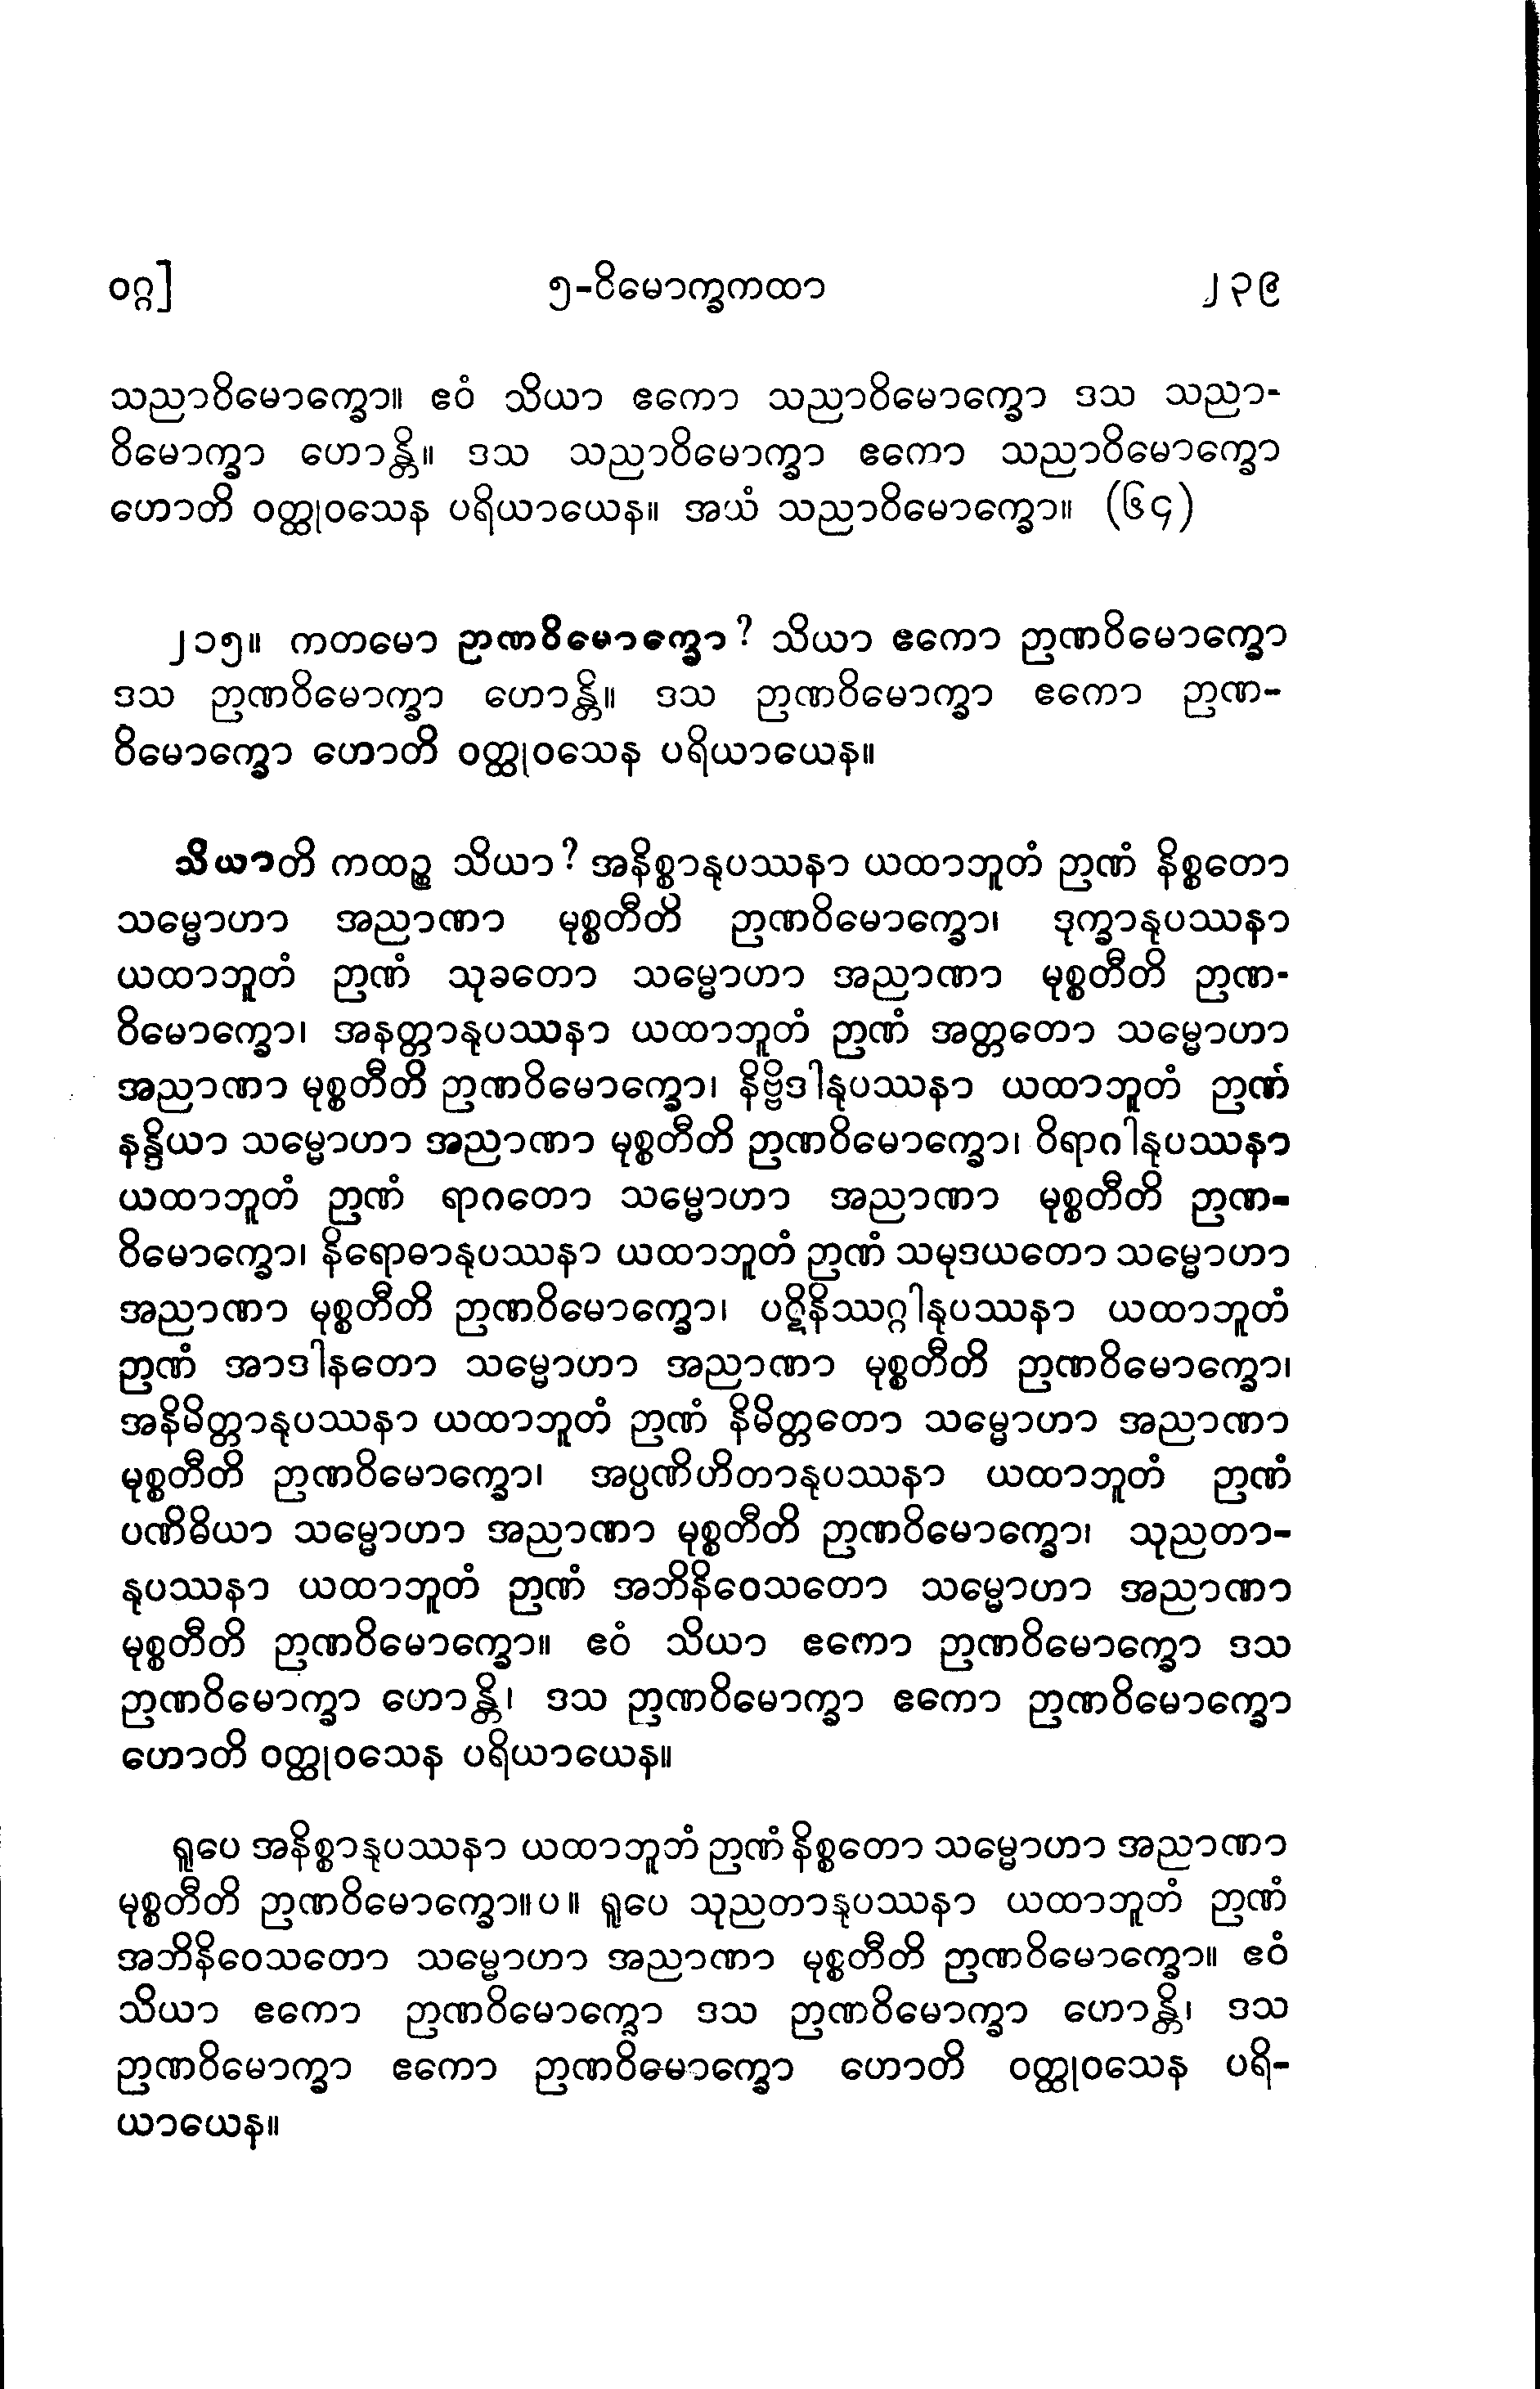 ဝဂ္ဂ]
၅-ဝိမောက္ခကထာ
၂၃၉
သညာဝိမောက္ခော။ ဧဝံ သိယာ ဧကော သညာဝိမောက္ခော ဒသ သညာ-
ဝိမောက္ခာ ဟောန္တိ။ ဒသ သညာဝိမောက္ခာ ဧကော သညာဝိမောက္ခော
ဟောတိ ဝတ္ထုဝသေန ပရိယာယေန။ အယံ သညာဝိမောက္ခော။ (၆၄)
၂၁၅။ ကတမော ဉာဏဝိမောက္ခော? သိယာ ဧကော ဉာဏဝိမောက္ခော
ဒသ ဉာဏဝိမောက္ခာ ဟောန္တိ။ ဒသ ဉာဏဝိမောက္ခာ ဧကော ဉာဏ-
ဝိမောက္ခော ဟောတိ ဝတ္ထုဝသေန ပရိယာယေန။
သိယာတိ ကထဉ္စ သိယာ? အနိစ္စာနုပဿနာ ယထာဘူတံ ဉာဏံ နိစ္စတော
သမ္မောဟာ အညာဏာ မုစ္စတီတိ ဉာဏဝိမောက္ခော၊ ဒုက္ခာနုပဿနာ
ယထာဘူတံ ဉာဏံ သုခတော သမ္မောဟာ အညာဏာ မုစ္စတီတိ ဉာဏ-
ဝိမောက္ခော၊ အနတ္တာနုပဿနာ ယထာဘူတံ ဉာဏံ အတ္တတော သမ္မောဟာ
အညာဏာ မုစ္စတီတိ ဉာဏဝိမောက္ခော၊ နိဗ္ဗိဒါနုပဿနာ ယထာဘူတံ ဉာဏံ
နန္ဒိယာ သမ္မောဟာ အညာဏာ မုစ္စတီတိ ဉာဏဝိမောက္ခော၊ ဝိရာဂါနုပဿနာ
ယထာဘူတံ ဉာဏံ ရာဂတော သမ္မောဟာ အညာဏာ မုစ္စတီတိ ဉာဏ-
ဝိမောက္ခော၊ နိရောဓာနုပဿနာ ယထာဘူတံ ဉာဏံ သမုဒယတော သမ္မောဟာ
အညာဏာ မုစ္စတီတိ ဉာဏဝိမောက္ခော၊ ပဋိနိဿဂ္ဂါနုပဿနာ ယထာဘူတံ
ဉာဏံ အာဒါနတော သမ္မောဟာ အညာဏာ မုစ္စတီတိ ဉာဏဝိမောက္ခော၊
အနိမိတ္တာနုပဿနာ ယထာဘူတံ ဉာဏံ နိမိတ္တတော သမ္မောဟာ အညာဏာ
မုစ္စတီတိ ဉာဏဝိမောက္ခော၊ အပ္ပဏိဟိတာနုပဿနာ ယထာဘူတံ ဉာဏံ
ပဏိဓိယာ သမ္မောဟာ အညာဏာ မုစ္စတီတိ ဉာဏဝိမောက္ခော၊ သုညတာ-
နုပဿနာ ယထာဘူတံ ဉာဏံ အဘိနိဝေသတော သမ္မောဟာ အညာဏာ
မုစ္စတီတိ ဉာဏဝိမောက္ခော။ ဧဝံ သိယာ ဧကော ဉာဏဝိမောက္ခော ဒသ
ဉာဏဝိမောက္ခာ ဟောန္တိ၊ ဒသ ဉာဏဝိမောက္ခာ ဧကော ဉာဏဝိမောက္ခော
ဟောတိ ဝတ္ထုဝသေန ပရိယာယေန။
ရူပေ အနိစ္စာနုပဿနာ ယထာဘူဘံ ဉာဏံ နိစ္စတော သမ္မောဟာ အညာဏာ
မုစ္စတီတိ ဉာဏဝိမောက္ခော။ပ။ ရူပေ သုညတာနုပဿနာ ယထာဘူတံ ဉာဏံ
အဘိနိဝေသတော သမ္မောဟာ အညာဏာ မုစ္စတီတိ ဉာဏဝိမောက္ခော။ ဧဝံ
သိယာ ဧကော ဉာဏဝိမောက္ခော ဒသ ဉာဏဝိမောက္ခာ ဟောန္တိ၊ ဒသ
ဉာဏဝိမောက္ခာ ဧကော ဉာဏဝိမောက္ခော ဟောတိ ဝတ္ထုဝသေန ပရိ-
ယာယေန။